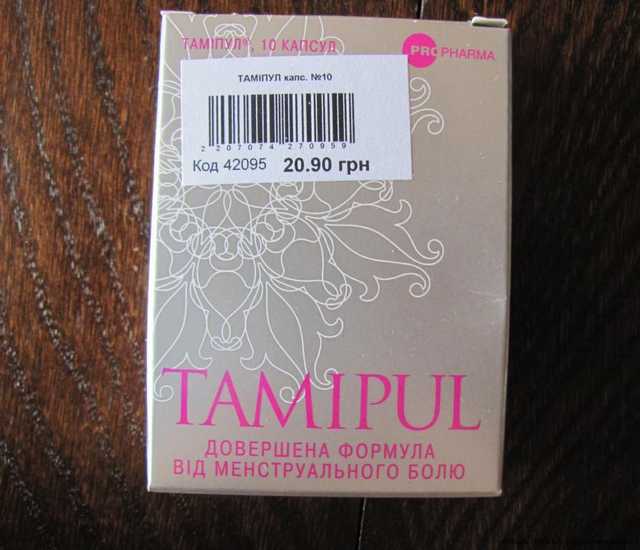 ТАМІПУЛ®, 10 КАПСУЛ
PRO PHARMA
ТАМІПУЛ капс. №10
2 207074 270959
Код 42095 20.90 грн
TAMIPUL
ДОВЕРШЕНА ФОРМУЛА
ВІД МЕНСТРУАЛЬНОГО БОЛЮ